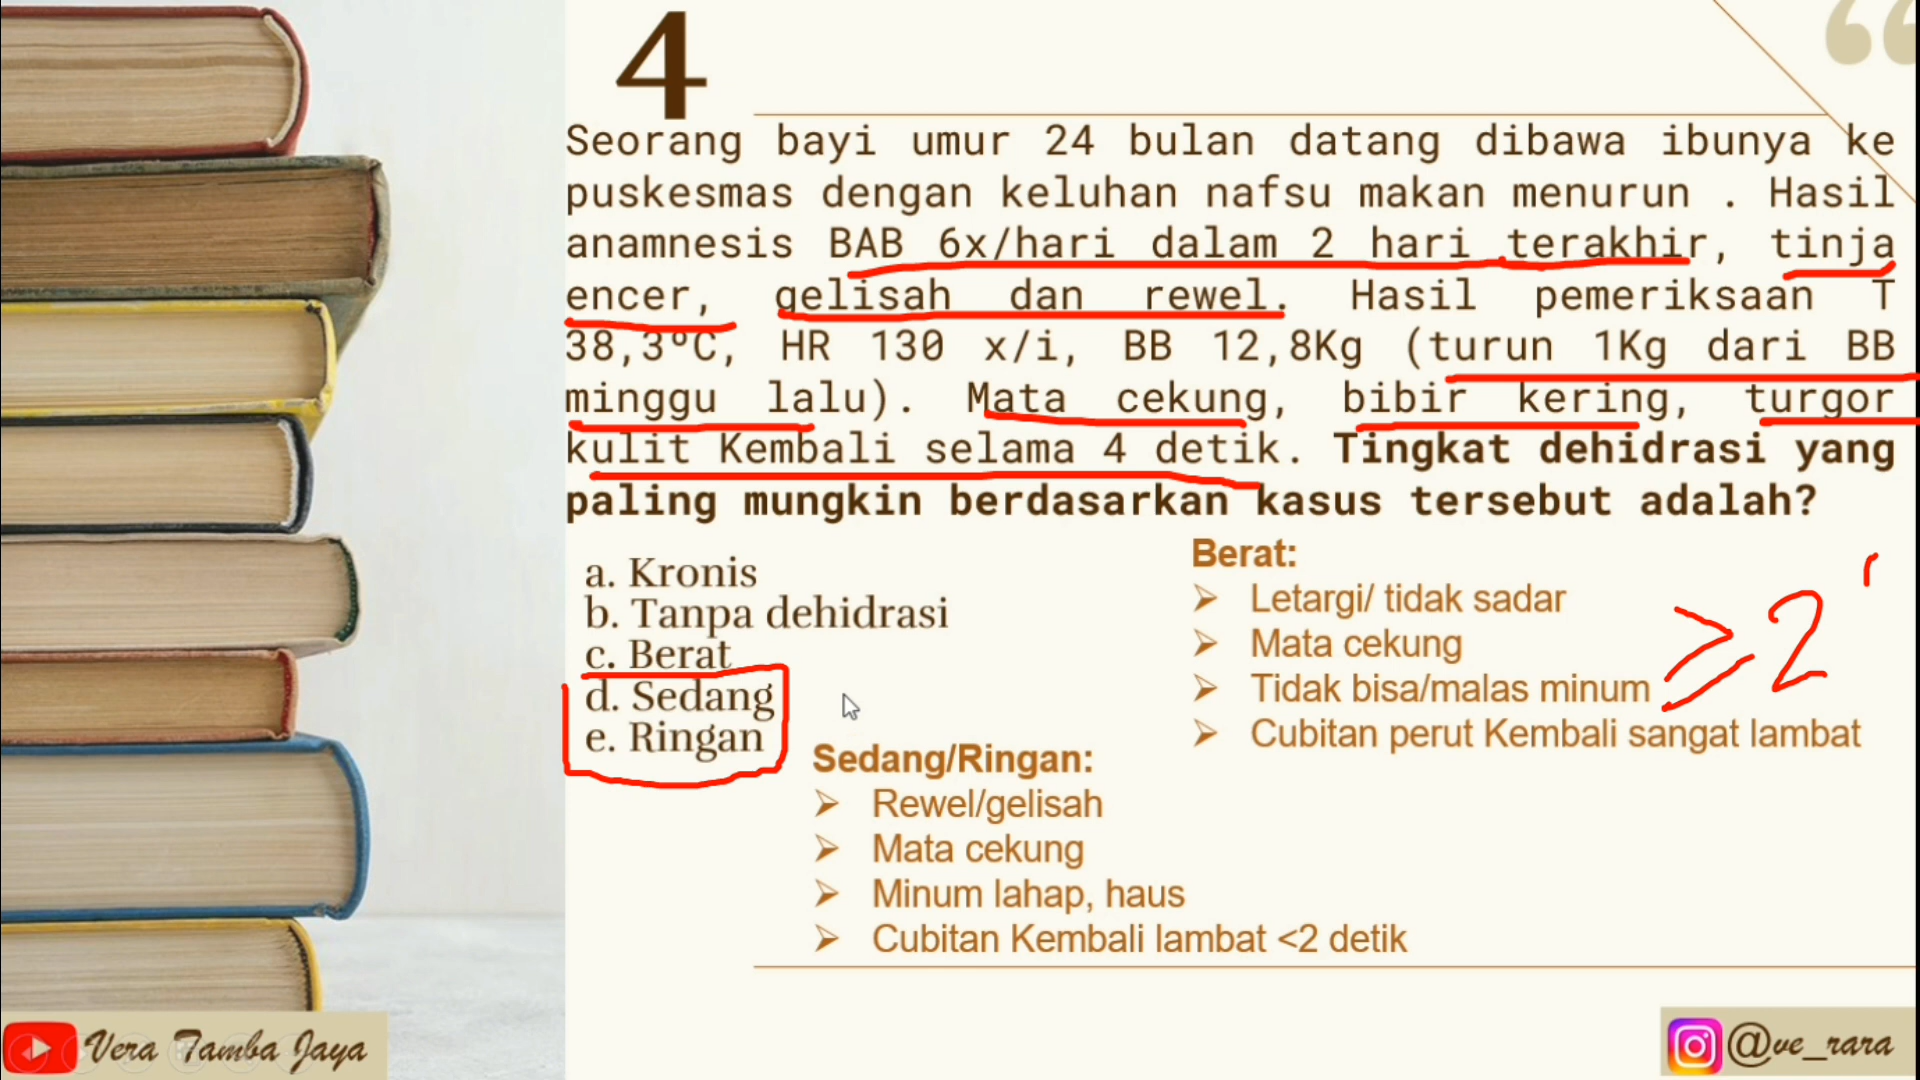 4
Seorang bayi umur 24 bulan datang dibawa ibunya ke
puskesmas dengan keluhan nafsu makan menurun . Hasil
anamnesis BAB 6x/hari dalam 2 hari terakhir, tinja
encer, gelisah dan rewel. Hasil pemeriksaan T
38,3ºC, HR 130 x/i, BB 12,8Kg (turun 1Kg dari BB
minggu lalu). Mata cekung, bibir kering, turgor
kulit Kembali selama 4 detik. Tingkat dehidrasi yang
paling mungkin berdasarkan kasus tersebut adalah?
a. Kronis
b. Tanpa dehidrasi
c. Berat
d. Sedang
e. Ringan
Berat:
➢ Letargi/ tidak sadar
➢ Mata cekung
➢ Tidak bisa/malas minum
➢ Cubitan perut Kembali sangat lambat
≥2'
Sedang/Ringan:
➢ Rewel/gelisah
➢ Mata cekung
➢ Minum lahap, haus
➢ Cubitan Kembali lambat <2 detik
Vera Tamba Jaya
@ve_rara